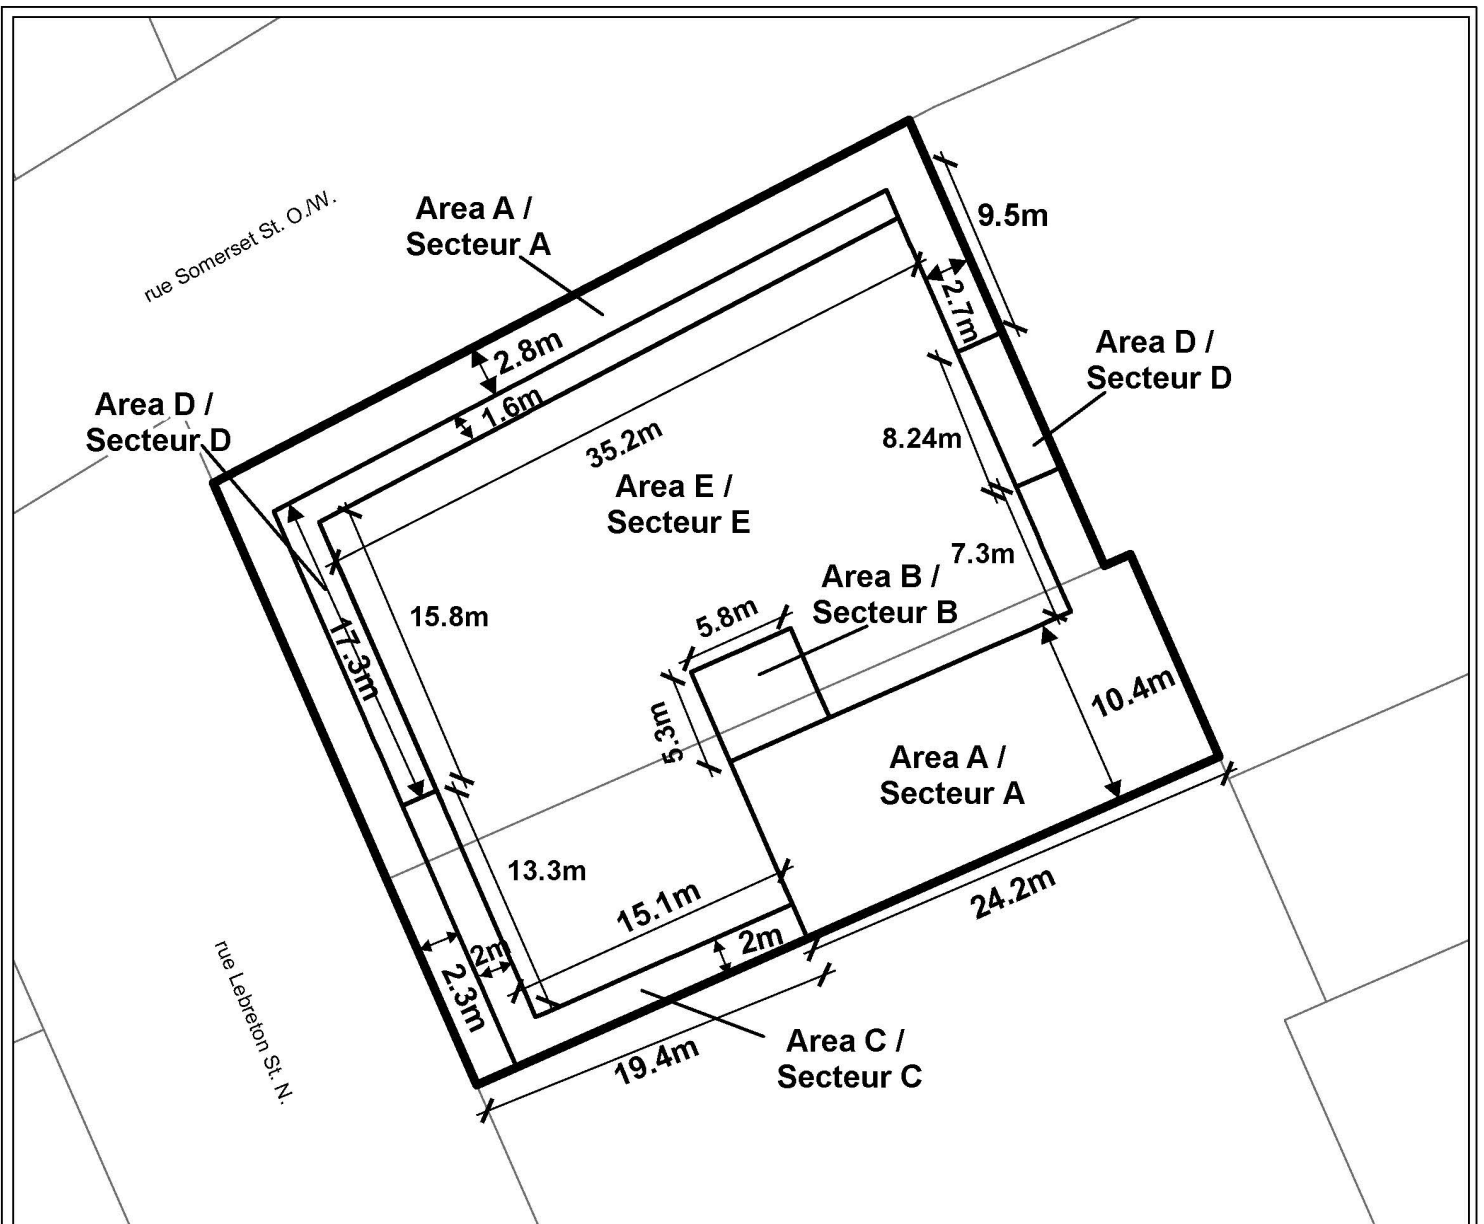 rue Somerset St. O./W.
Area A /
Secteur A
9.5m
2.8m
2.7m
1.6m
Area D /
Secteur D
Area D /
Secteur D
35.2m
8.24m
Area E /
Secteur E
7.3m
Area B /
Secteur B
5.8m
15.8m
17.3m
5.3m
10.4m
Area A /
Secteur A
13.3m
15.1m
24.2m
2m
2m
2.3m
rue Lebreton St. N.
19.4m
Area C /
Secteur C